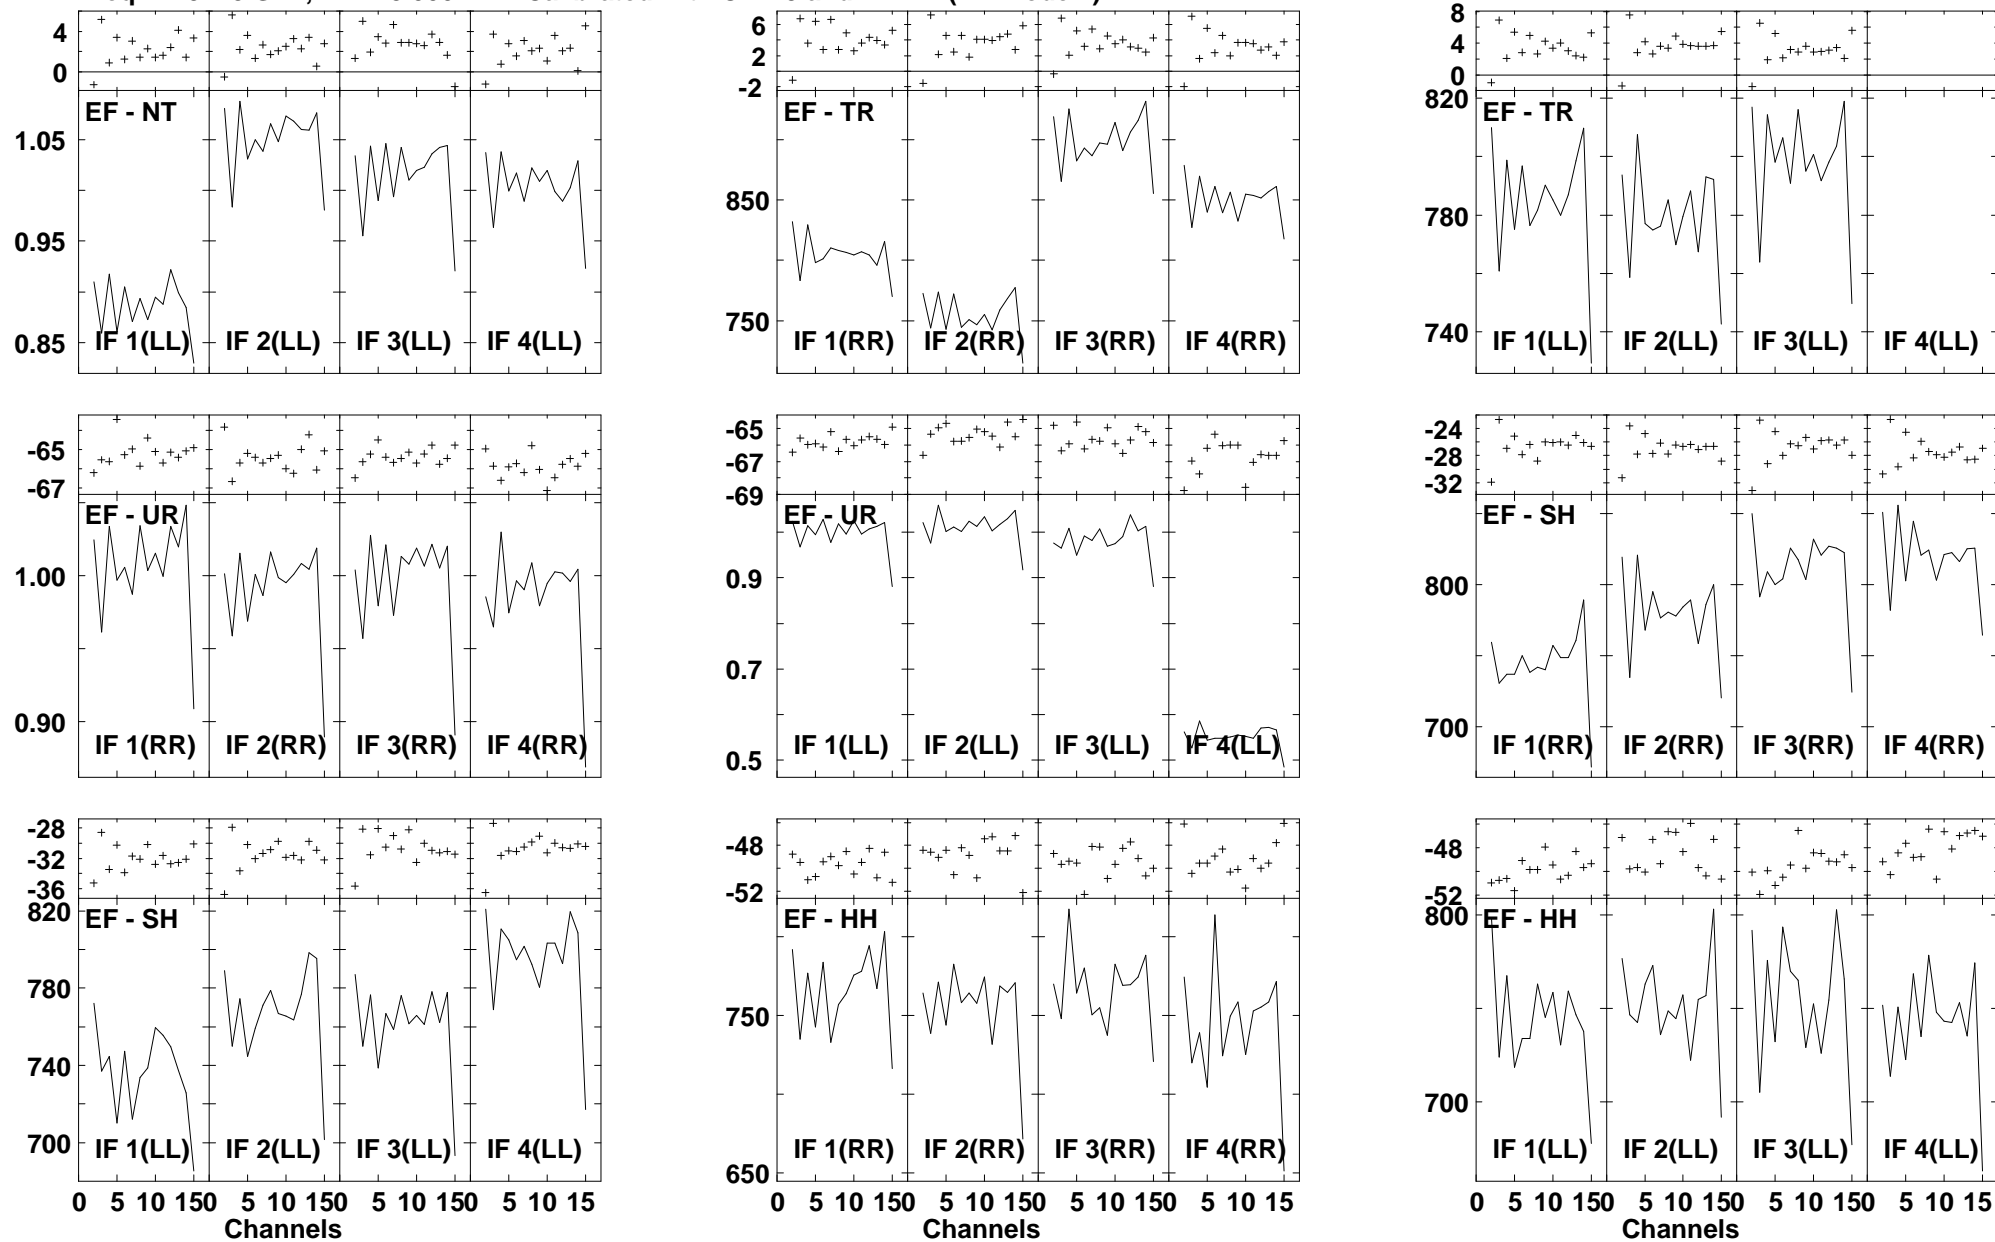 4 6 8
0 2 4
-2 0
EF - NT EF - TR EF - TR
820
1.05
0.95 850 780
0.85 750 740
IF 1(LL) IF 2(LL) IF 3(LL) IF 4(LL) IF 1(RR) IF 2(RR) IF 3(RR) IF 4(RR) IF 1(LL) IF 2(LL) IF 3(LL) IF 4(LL)
-65 -65 -24
-67 -67 -28
-69 -32
EF - UR EF - UR EF - SH
1.00 0.9 800
0.90 0.7 700
0.5
IF 1(RR) IF 2(RR) IF 3(RR) IF 4(RR) IF 1(LL) IF 2(LL) IF 3(LL) IF 4(LL) IF 1(RR) IF 2(RR) IF 3(RR) IF 4(RR)
-28 -48 -48
-32 -52 -52
-36
EF - SH EF - HH EF - HH
820 750 800
780 650 700
740
700
IF 1(LL) IF 2(LL) IF 3(LL) IF 4(LL) IF 1(RR) IF 2(RR) IF 3(RR) IF 4(RR) IF 1(LL) IF 2(LL) IF 3(LL) IF 4(LL)
0 5 10 150 5 10 150 5 10 150 5 10 15 0 5 10 150 5 10 150 5 10 150 5 10 15 0 5 10 150 5 10 150 5 10 150 5 10 15
Channels Channels Channels